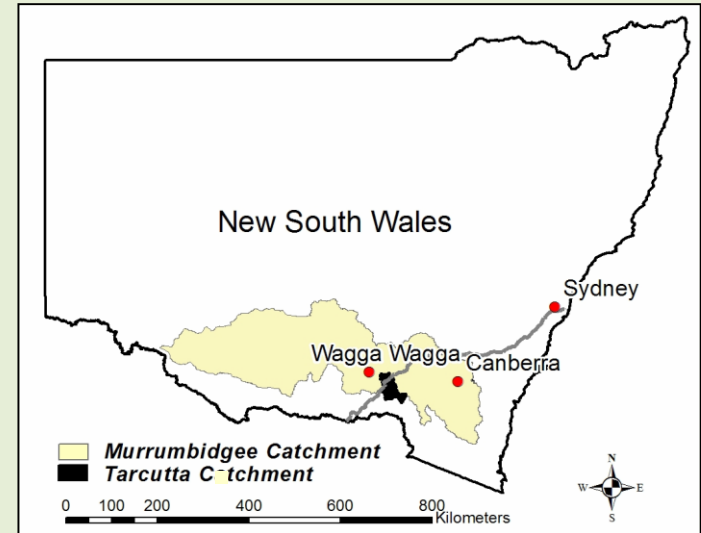 New South Wales
Sydney
Wagga Wagga
Canberra
Murrumbidgee Catchment
Tarcutta Catchment
0 100 200 400 600 800
Kilometers
N
W E
S